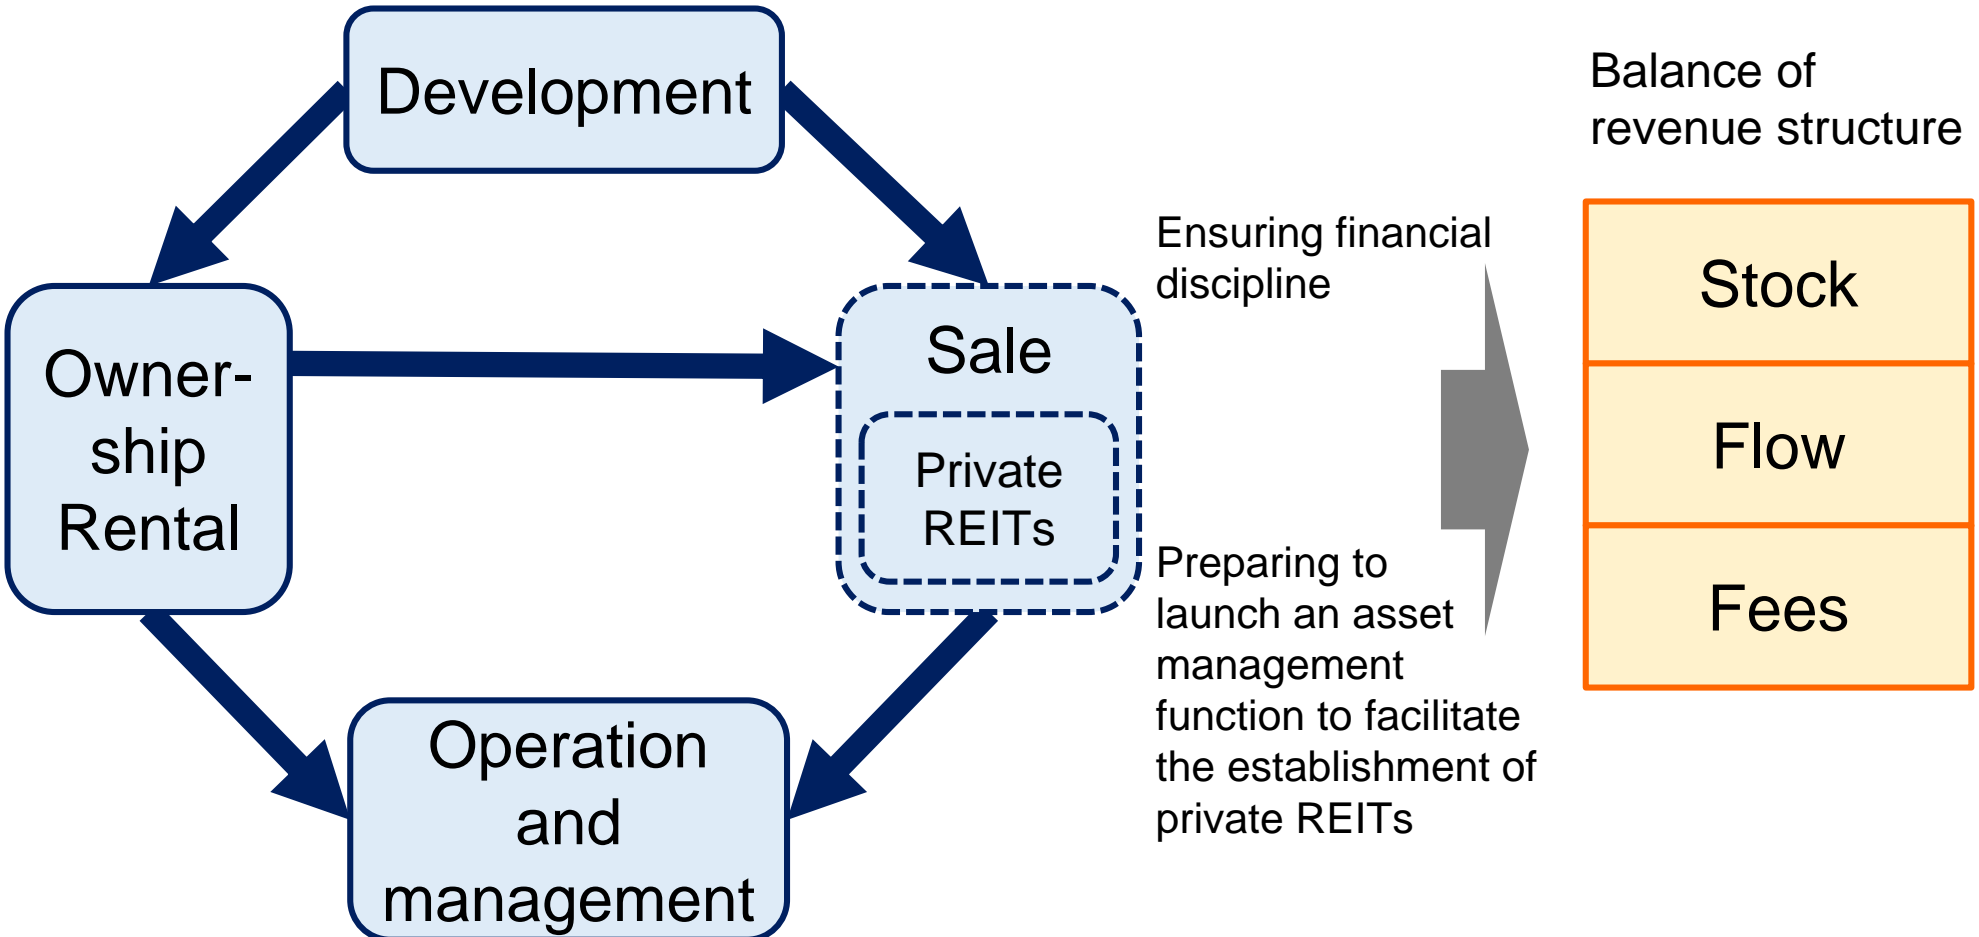 Development
Owner-
ship
Rental
Sale
Private
REITs
Operation
and
management
Ensuring financial
discipline
Preparing to
launch an asset
management
function to facilitate
the establishment of
private REITs
Balance of
revenue structure
Stock
Flow
Fees